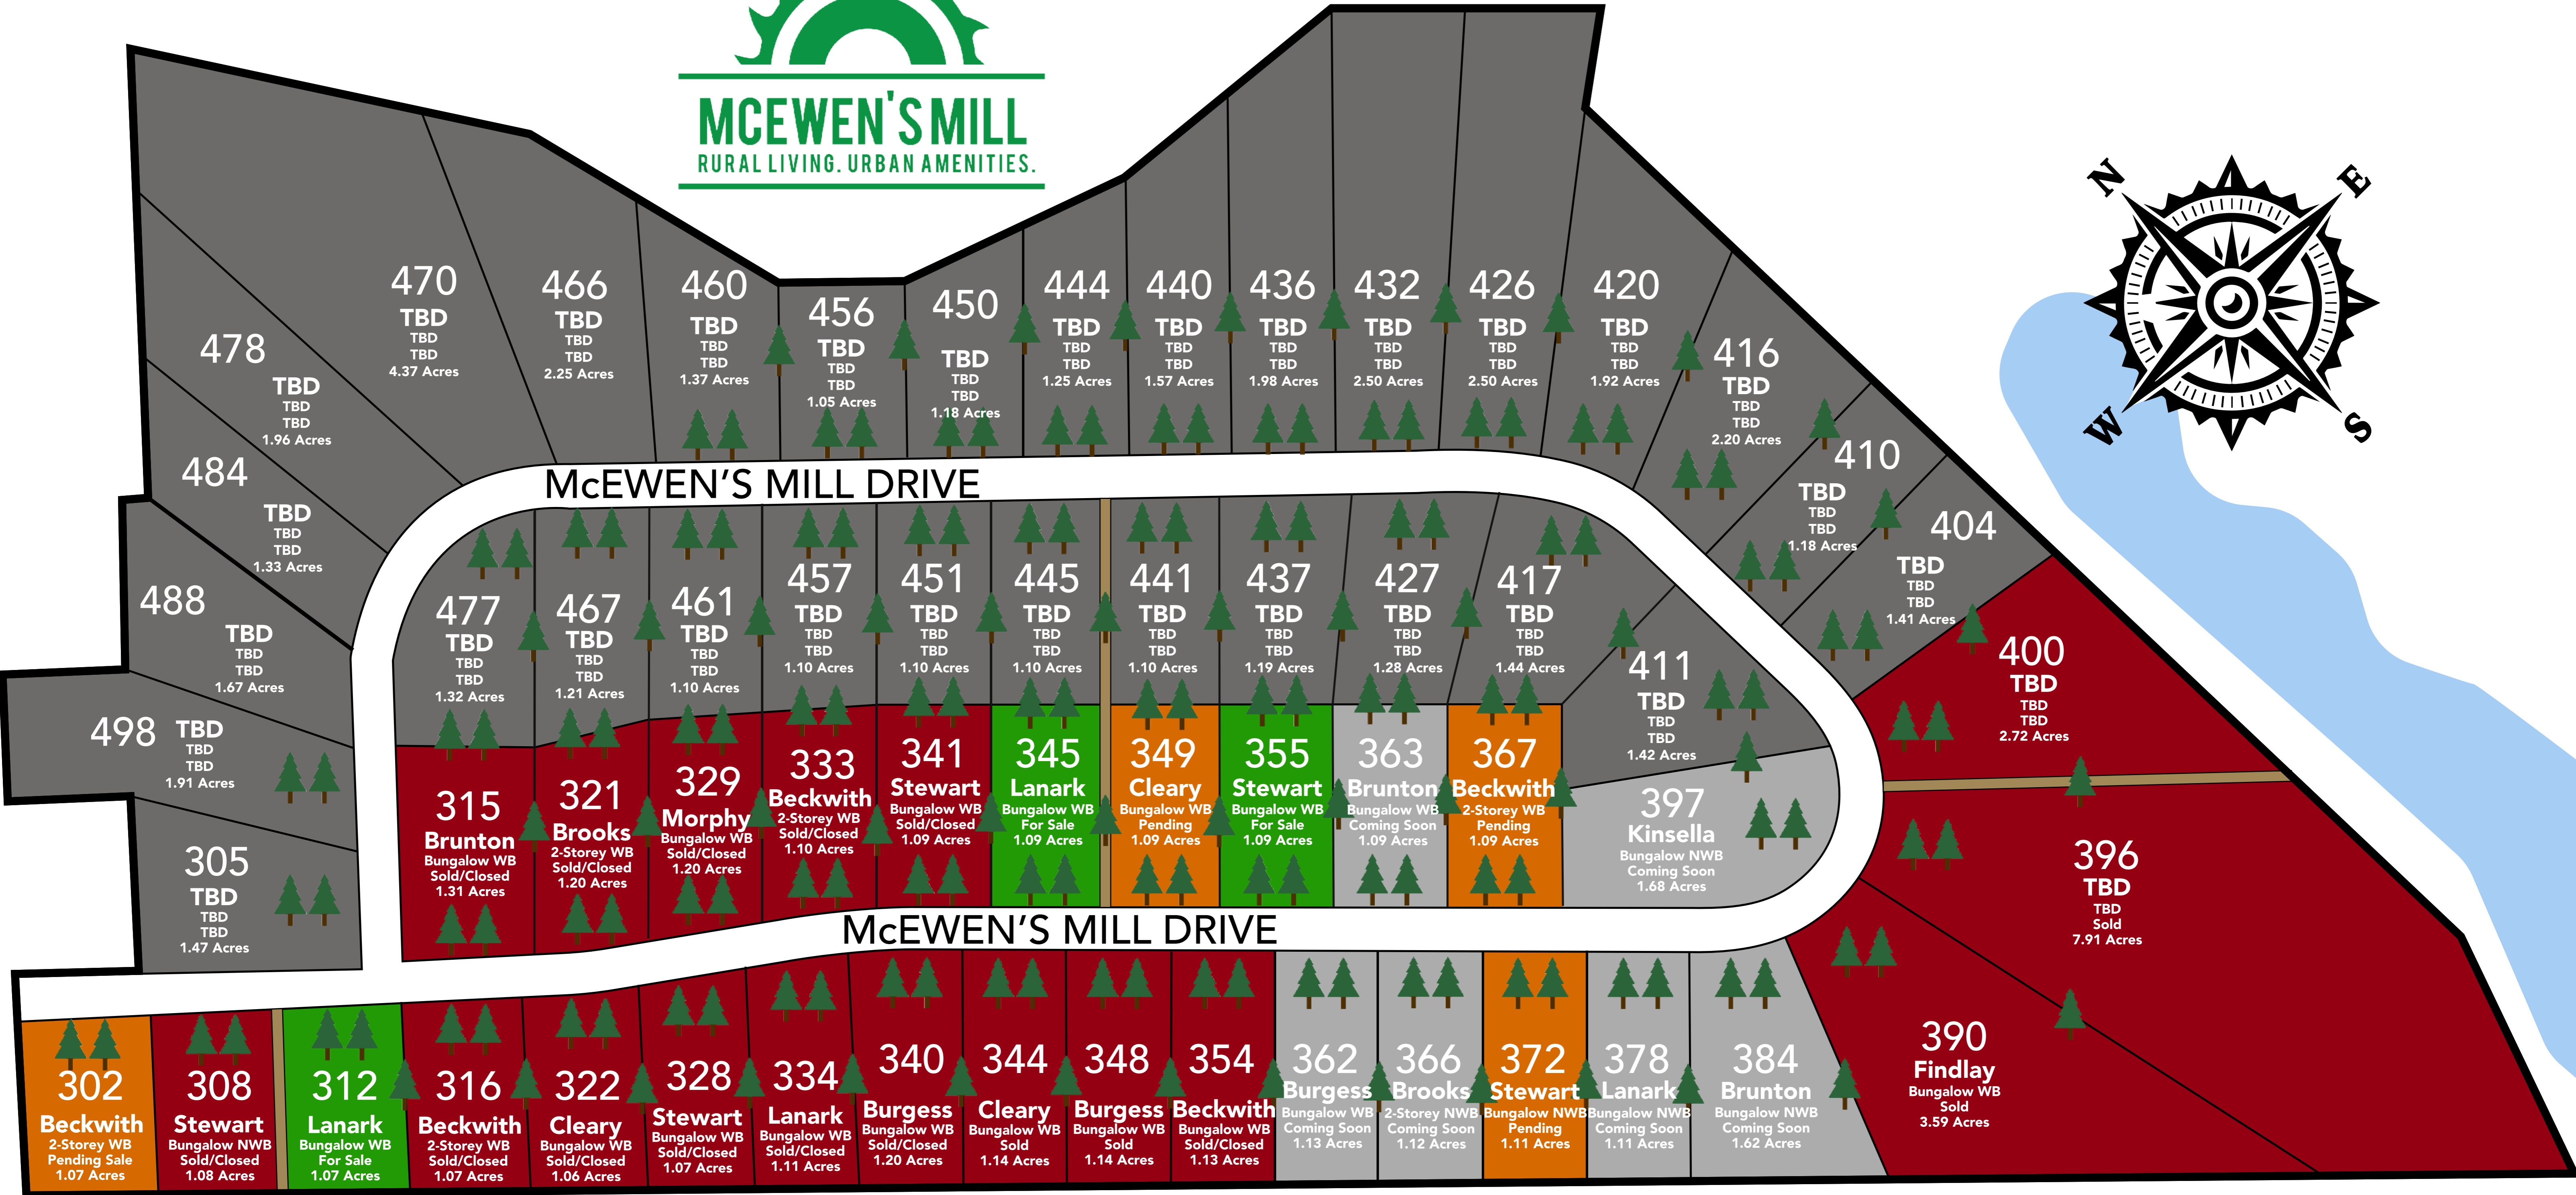 McEWEN'S MILL
RURAL LIVING. URBAN AMENITIES.
N
E
W
S
470
TBD
TBD
TBD
4.37 Acres
466
TBD
TBD
TBD
2.25 Acres
460
TBD
TBD
TBD
1.37 Acres
456
TBD
TBD
TBD
1.05 Acres
450
TBD
TBD
TBD
1.18 Acres
444
TBD
TBD
TBD
1.25 Acres
440
TBD
TBD
TBD
1.57 Acres
436
TBD
TBD
TBD
1.98 Acres
432
TBD
TBD
TBD
2.50 Acres
426
TBD
TBD
TBD
2.50 Acres
420
TBD
TBD
TBD
1.92 Acres
416
TBD
TBD
TBD
2.20 Acres
410
TBD
TBD
TBD
1.18 Acres
404
TBD
TBD
TBD
1.41 Acres
478
TBD
TBD
TBD
1.96 Acres
484
TBD
TBD
TBD
1.33 Acres
488
TBD
TBD
TBD
1.67 Acres
498
TBD
TBD
TBD
1.91 Acres
305
TBD
TBD
TBD
1.47 Acres
McEWEN'S MILL DRIVE
477
TBD
TBD
TBD
1.32 Acres
467
TBD
TBD
TBD
1.21 Acres
461
TBD
TBD
TBD
1.10 Acres
457
TBD
TBD
TBD
1.10 Acres
451
TBD
TBD
TBD
1.10 Acres
445
TBD
TBD
TBD
1.10 Acres
441
TBD
TBD
TBD
1.10 Acres
437
TBD
TBD
TBD
1.19 Acres
427
TBD
TBD
TBD
1.28 Acres
417
TBD
TBD
TBD
1.44 Acres
411
TBD
TBD
TBD
1.42 Acres
400
TBD
TBD
TBD
2.72 Acres
315
Brunton
Bungalow WB
Sold/Closed
1.31 Acres
321
Brooks
2-Storey WB
Sold/Closed
1.20 Acres
329
Morphy
Bungalow WB
Sold/Closed
1.20 Acres
333
Beckwith
2-Storey WB
Sold/Closed
1.10 Acres
341
Stewart
Bungalow WB
Sold/Closed
1.09 Acres
345
Lanark
Bungalow WB
For Sale
1.09 Acres
349
Cleary
Bungalow WB
Pending
1.09 Acres
355
Stewart
Bungalow WB
For Sale
1.09 Acres
363
Brunton
Bungalow WB
Coming Soon
1.09 Acres
367
Beckwith
2-Storey WB
Pending
1.09 Acres
397
Kinsella
Bungalow NWB
Coming Soon
1.68 Acres
396
TBD
TBD
Sold
7.91 Acres
McEWEN'S MILL DRIVE
302
Beckwith
2-Storey WB
Pending Sale
1.07 Acres
308
Stewart
Bungalow NWB
Sold/Closed
1.08 Acres
312
Lanark
Bungalow WB
For Sale
1.07 Acres
316
Beckwith
2-Storey WB
Sold/Closed
1.07 Acres
322
Cleary
Bungalow WB
Sold/Closed
1.06 Acres
328
Stewart
Bungalow WB
Sold/Closed
1.07 Acres
334
Lanark
Bungalow WB
Sold/Closed
1.11 Acres
340
Burgess
Bungalow WB
Sold/Closed
1.20 Acres
344
Cleary
Bungalow WB
Sold
1.14 Acres
348
Burgess
Bungalow WB
Sold
1.14 Acres
354
Beckwith
Bungalow WB
Sold/Closed
1.13 Acres
362
Burgess
Bungalow WB
Coming Soon
1.13 Acres
366
Brooks
2-Storey NWB
Coming Soon
1.12 Acres
372
Stewart
Bungalow NWB
Pending
1.11 Acres
378
Lanark
Bungalow NWB
Coming Soon
1.11 Acres
384
Brunton
Bungalow NWB
Coming Soon
1.62 Acres
390
Findlay
Bungalow WB
Sold
3.59 Acres